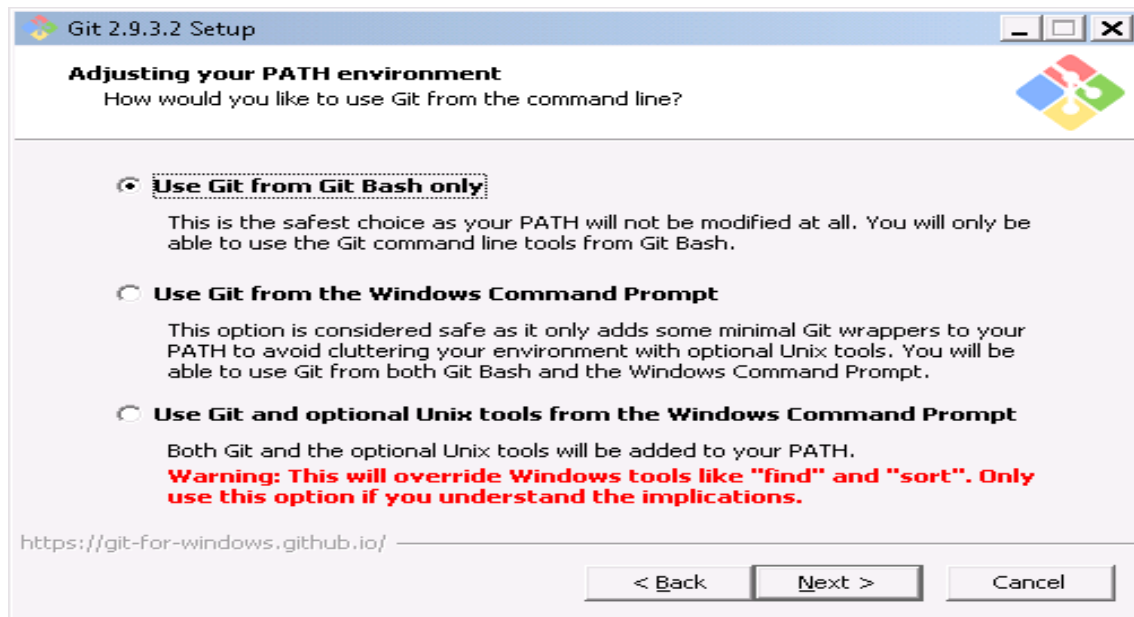 Git 2.9.3.2 Setup
Adjusting your PATH environment
How would you like to use Git from the command line?
Use Git from Git Bash only
This is the safest choice as your PATH will not be modified at all. You will only be
able to use the Git command line tools from Git Bash.
Use Git from the Windows Command Prompt
This option is considered safe as it only adds some minimal Git wrappers to your
PATH to avoid cluttering your environment with optional Unix tools. You will be
able to use Git from both Git Bash and the Windows Command Prompt.
Use Git and optional Unix tools from the Windows Command Prompt
Both Git and the optional Unix tools will be added to your PATH.
Warning: This will override Windows tools like "find" and "sort". Only
use this option if you understand the implications.
https://git-for-windows.github.io/
< Back Next > Cancel